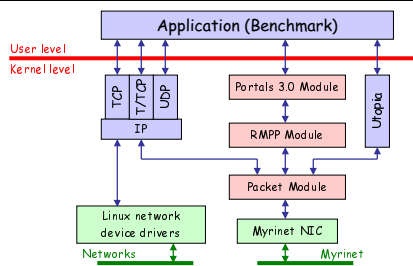 Application (Benchmark)
User level
Kernel level
TCP
T/TCP
UDP
Portals 3.0 Module
Utopia
IP
RMPP Module
Packet Module
Linux network
device drivers
Myrinet NIC
Networks
Myrinet